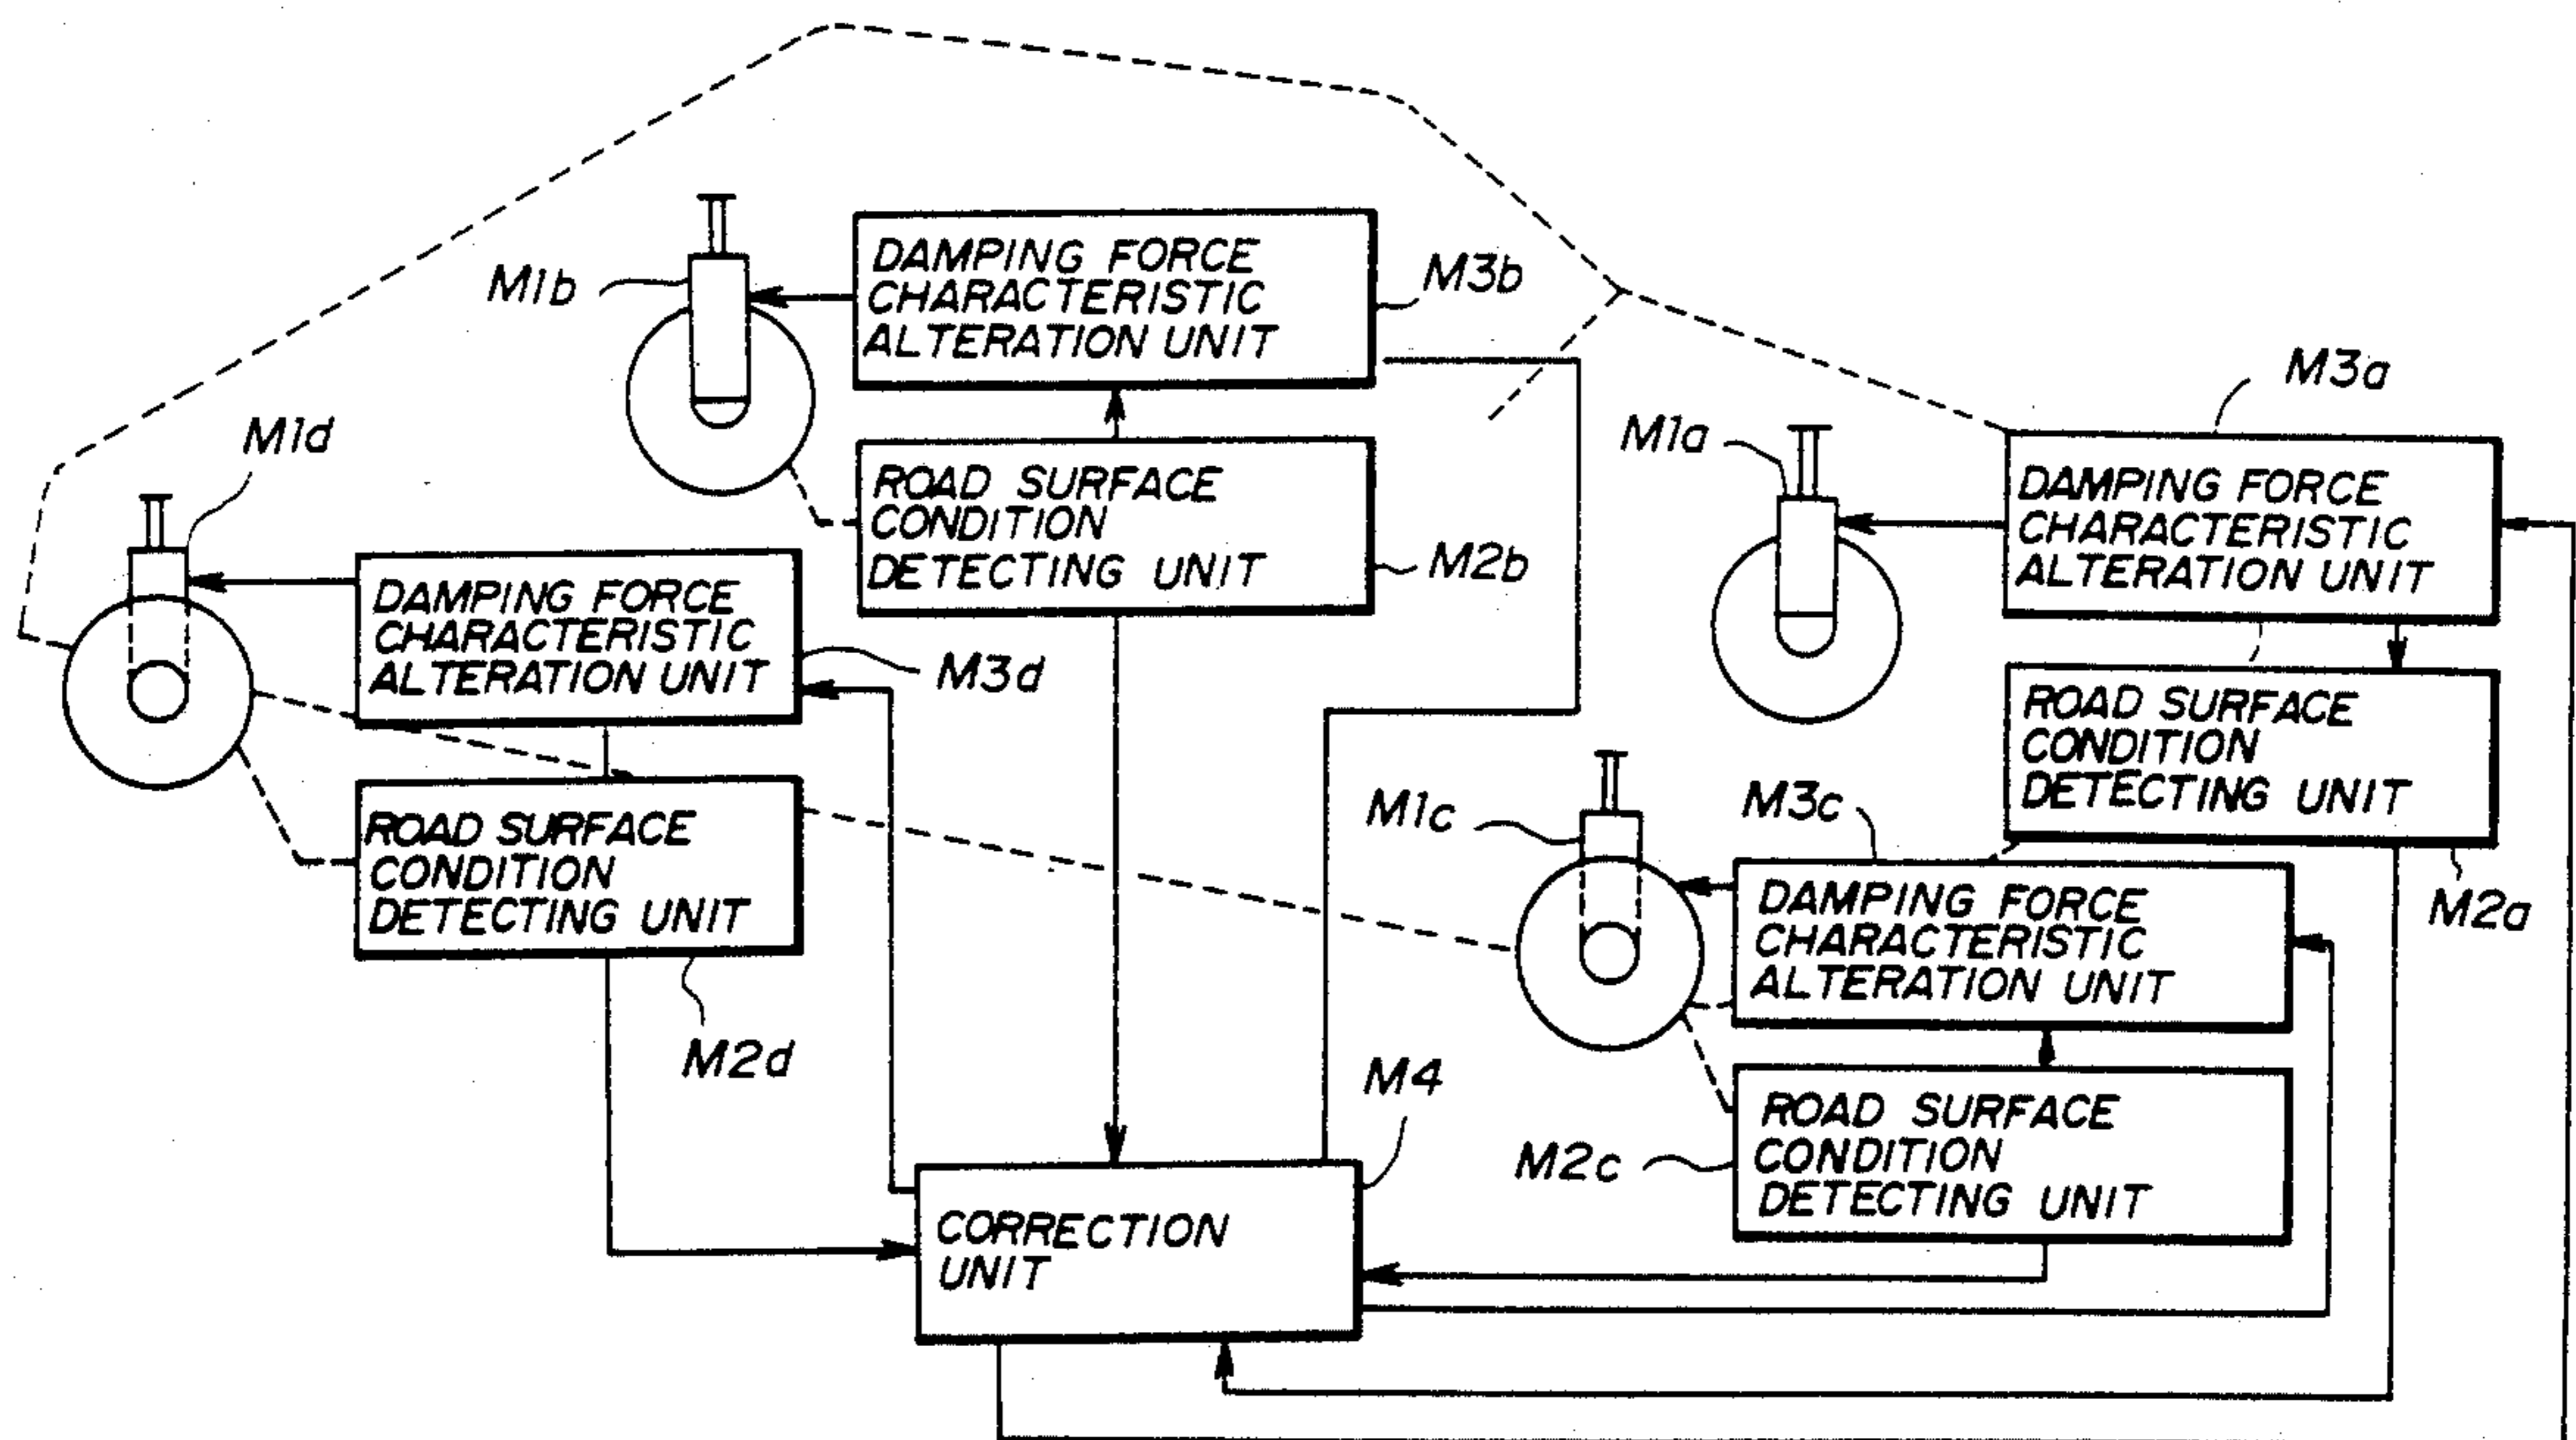 M1b
DAMPING FORCE
CHARACTERISTIC
ALTERATION UNIT
M3b
M3a
M1d
M1a
ROAD SURFACE
CONDITION
DETECTING UNIT
M2b
DAMPING FORCE
CHARACTERISTIC
ALTERATION UNIT
DAMPING FORCE
CHARACTERISTIC
ALTERATION UNIT
M3d
ROAD SURFACE
CONDITION
DETECTING UNIT
M1c
M3c
ROAD SURFACE
CONDITION
DETECTING UNIT
M2a
DAMPING FORCE
CHARACTERISTIC
ALTERATION UNIT
M2d
M4
ROAD SURFACE
CONDITION
DETECTING UNIT
M2c
CORRECTION
UNIT